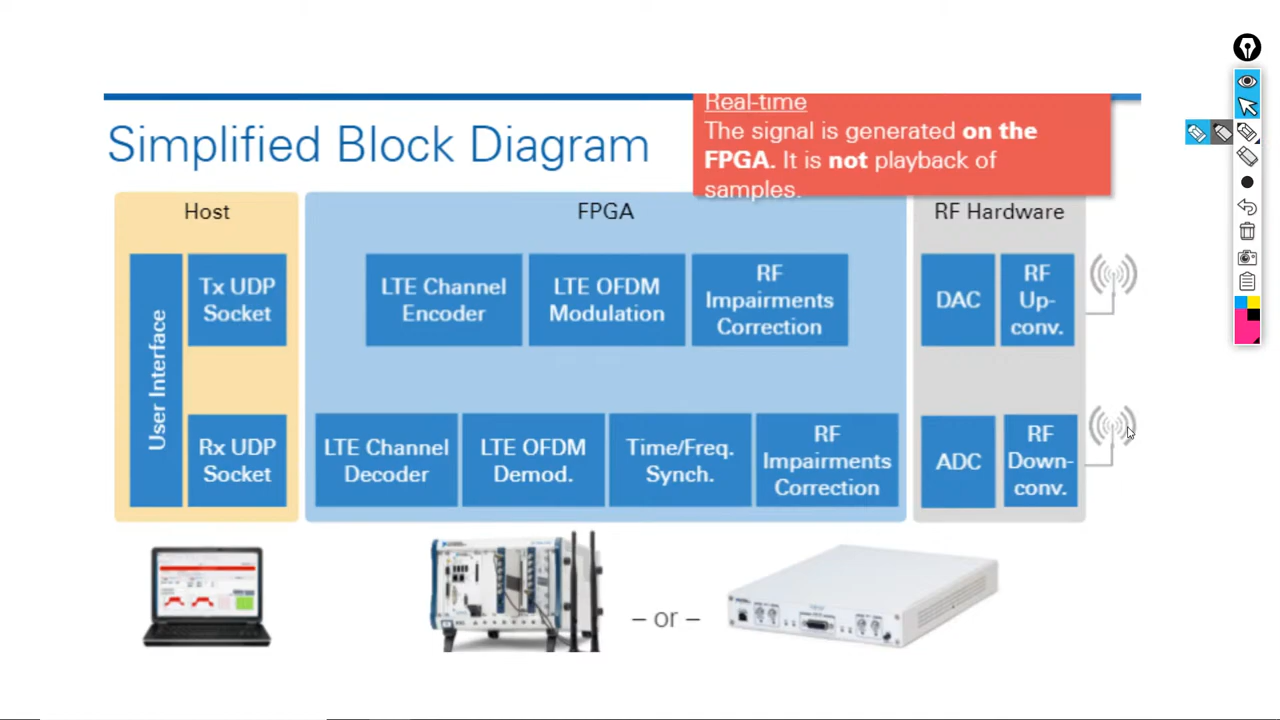 Real-time
The signal is generated on the
FPGA. It is not playback of
samples.
Simplified Block Diagram
Host
FPGA
RF Hardware
User Interface
Tx UDP
Socket
LTE Channel
Encoder
LTE OFDM
Modulation
RF
Impairments
Correction
DAC
RF
Up-
conv.
Rx UDP
Socket
LTE Channel
Decoder
LTE OFDM
Demod.
Time/Freq.
Synch.
RF
Impairments
Correction
ADC
RF
Down-
conv.
– or –